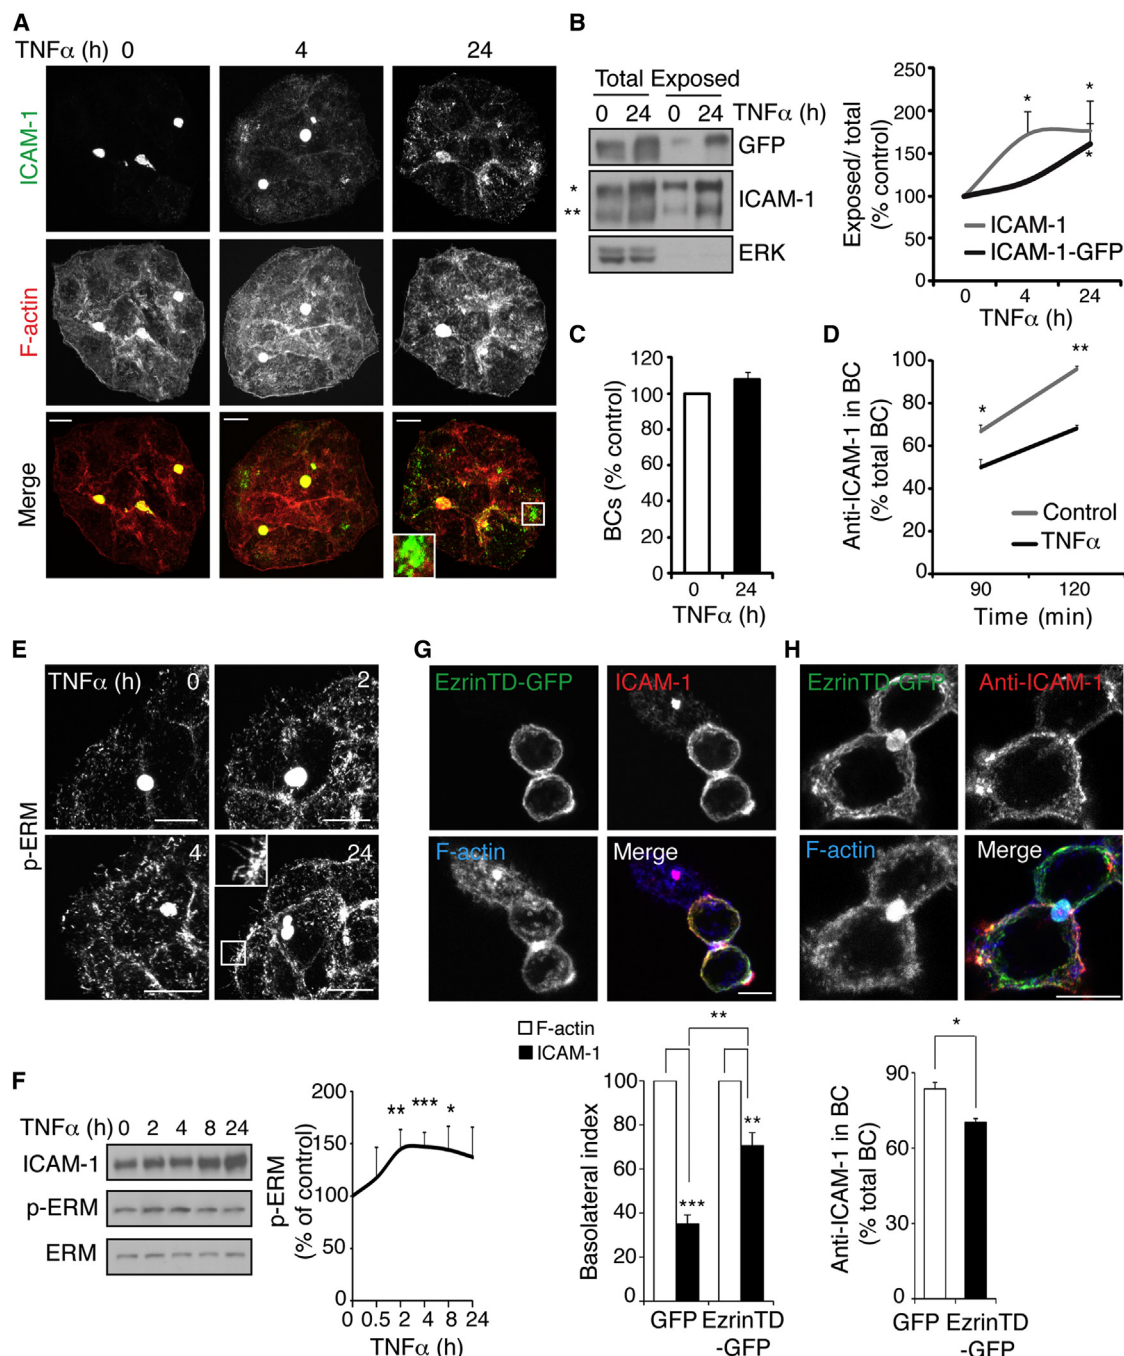 A
TNFα (h) 0 4 24
ICAM-1
F-actin
Merge
B
Total Exposed
0 24 0 24 TNFα (h)
GFP
* ICAM-1
**
ERK
Exposed/ total
(% control)
250
200
150
100
50
0
* *
*
ICAM-1
ICAM-1-GFP
0 4 24
TNFα (h)
C
BCs (% control)
120
100
80
60
40
20
0
0 24
TNFα (h)
D
Anti-ICAM-1 in BC
(% total BC)
100
80
60
40
20
0
* **
Control
TNFα
90 120
Time (min)
E
TNFα (h) 0 2
4 24
p-ERM
F
TNFα (h) 0 2 4 8 24
ICAM-1
p-ERM
ERM
p-ERM
(% of control)
200
150
100
50
0
** *** *
0 0.5 2 4 8 24
TNFα (h)
G
EzrinTD-GFP ICAM-1
F-actin Merge
F-actin
ICAM-1
Basolateral index
100
80
60
40
20
0
**
*** **
GFP EzrinTD
-GFP
H
EzrinTD-GFP Anti-ICAM-1
F-actin Merge
Anti-ICAM-1 in BC
(% total BC)
90
60
30
0
*
GFP EzrinTD
-GFP